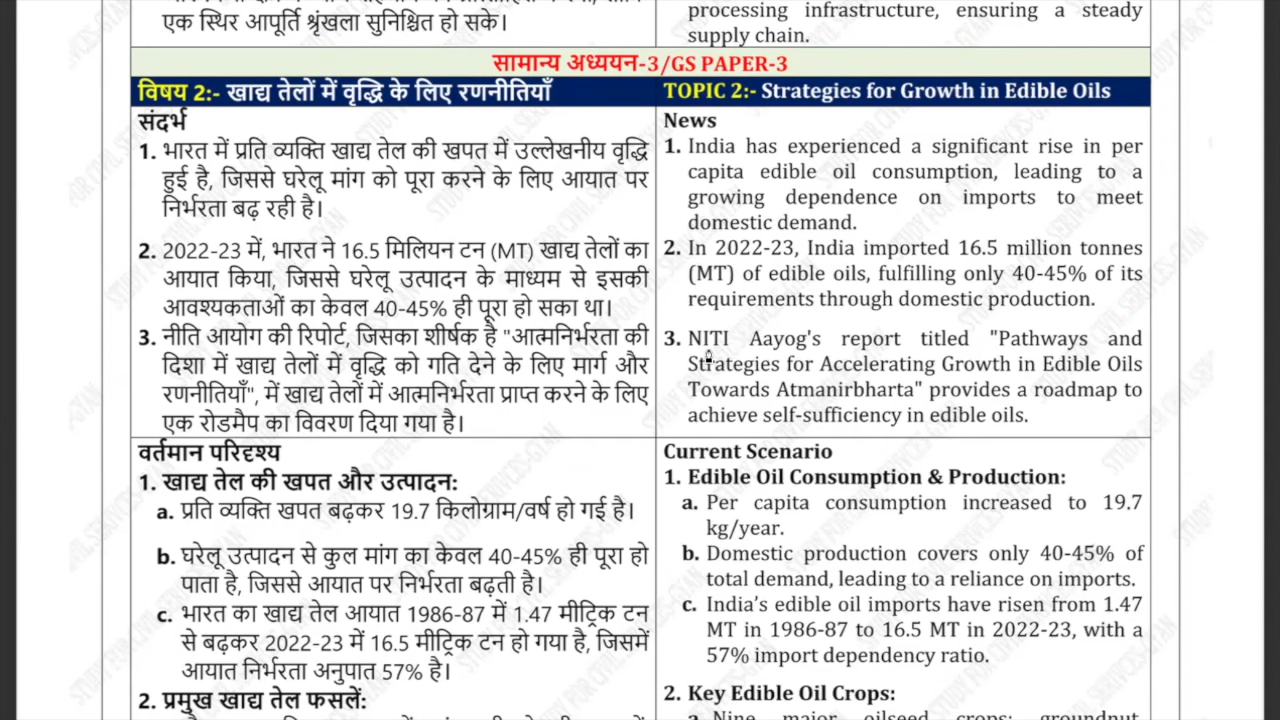 एक स्थिर आपूर्ति श्रृंखला सुनिश्चित हो सके।
processing infrastructure, ensuring a steady
supply chain.
सामान्य अध्ययन-3/GS PAPER-3
विषय 2:- खाद्य तेलों में वृद्धि के लिए रणनीतियाँ
संदर्भ
1. भारत में प्रति व्यक्ति खाद्य तेल की खपत में उल्लेखनीय वृद्धि
हुई है, जिससे घरेलू मांग को पूरा करने के लिए आयात पर
निर्भरता बढ़ रही है।
2. 2022-23 में, भारत ने 16.5 मिलियन टन (MT) खाद्य तेलों का
आयात किया, जिससे घरेलू उत्पादन के माध्यम से इसकी
आवश्यकताओं का केवल 40-45% ही पूरा हो सका था।
3. नीति आयोग की रिपोर्ट, जिसका शीर्षक है "आत्मनिर्भरता की
दिशा में खाद्य तेलों में वृद्धि को गति देने के लिए मार्ग और
रणनीतियाँ", में खाद्य तेलों में आत्मनिर्भरता प्राप्त करने के लिए
एक रोडमैप का विवरण दिया गया है।
TOPIC 2:- Strategies for Growth in Edible Oils
News
1. India has experienced a significant rise in per
capita edible oil consumption, leading to a
growing dependence on imports to meet
domestic demand.
2. In 2022-23, India imported 16.5 million tonnes
(MT) of edible oils, fulfilling only 40-45% of its
requirements through domestic production.
3. NITI Aayog's report titled "Pathways and
Strategies for Accelerating Growth in Edible Oils
Towards Atmanirbharta" provides a roadmap to
achieve self-sufficiency in edible oils.
वर्तमान परिदृश्य
1. खाद्य तेल की खपत और उत्पादन:
a. प्रति व्यक्ति खपत बढ़कर 19.7 किलोग्राम/वर्ष हो गई है।
b. घरेलू उत्पादन से कुल मांग का केवल 40-45% ही पूरा हो
पाता है, जिससे आयात पर निर्भरता बढ़ती है।
c. भारत का खाद्य तेल आयात 1986-87 में 1.47 मीट्रिक टन
से बढ़कर 2022-23 में 16.5 मीट्रिक टन हो गया है, जिसमें
आयात निर्भरता अनुपात 57% है।
2. प्रमुख खाद्य तेल फसलें:
Current Scenario
1. Edible Oil Consumption & Production:
a. Per capita consumption increased to 19.7
kg/year.
b. Domestic production covers only 40-45% of
total demand, leading to a reliance on imports.
c. India's edible oil imports have risen from 1.47
MT in 1986-87 to 16.5 MT in 2022-23, with a
57% import dependency ratio.
2. Key Edible Oil Crops:
a. Nine major oilseed crops: groundnut,